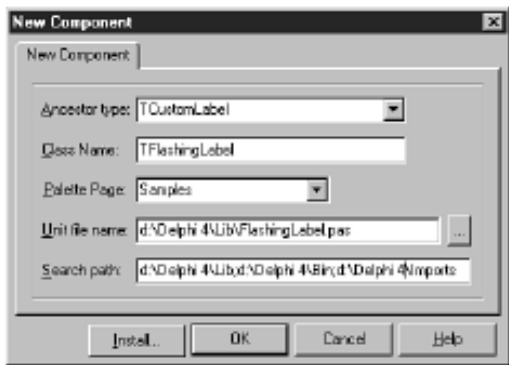 New Component
New Component
Ancestor type: TCustomLabel
Class Name: TFlashingLabel
Palette Page: Samples
Unit file name: d:\Delphi 4\Lib\FlashingLabel.pas ...
Search path: d:\Delphi 4\Lib;d:\Delphi 4\Bin;d:\Delphi 4\Imports
Install... OK Cancel Help